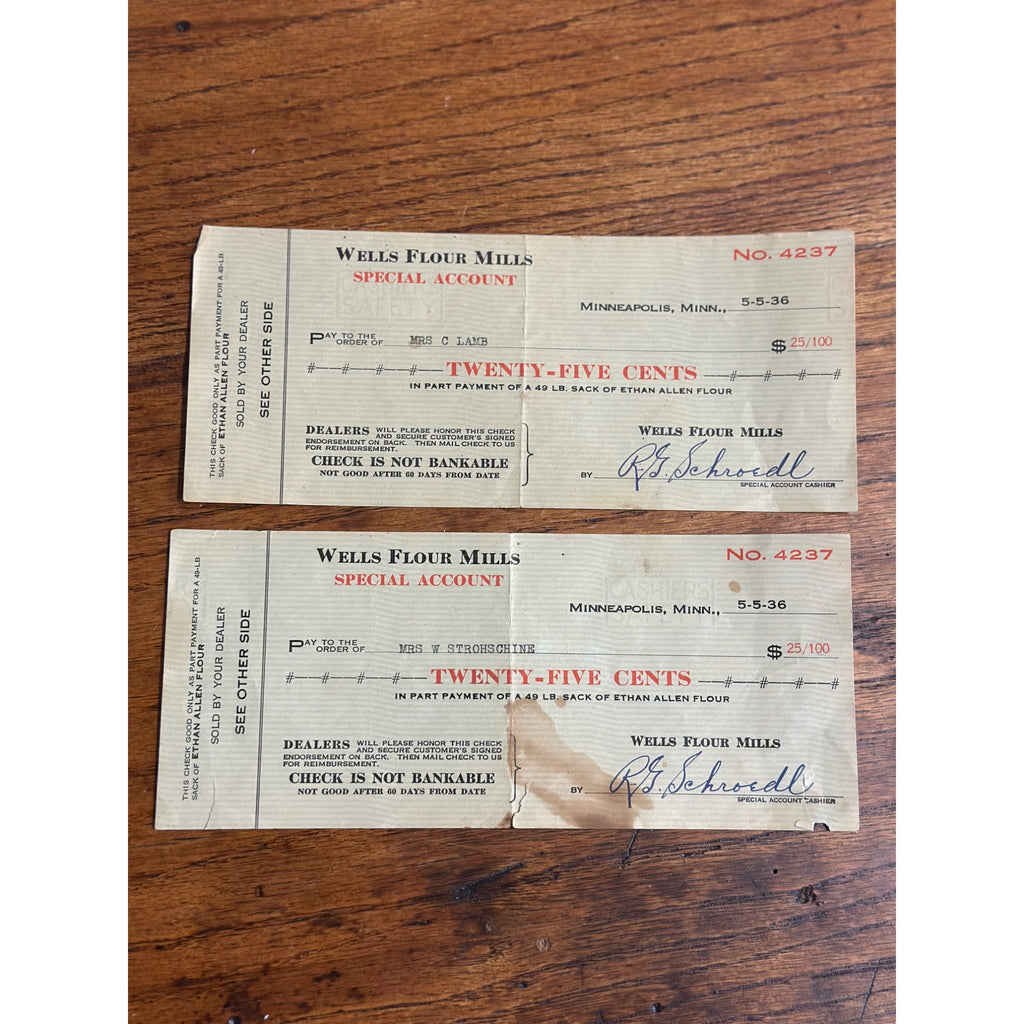 THIS CHECK GOOD ONLY AS PART PAYMENT FOR A 49-LB.
SACK OF ETHAN ALLEN FLOUR
SOLD BY YOUR DEALER
SEE OTHER SIDE
WELLS FLOUR MILLS
SPECIAL ACCOUNT
NO. 4237
MINNEAPOLIS, MINN., 5-5-36
PAY TO THE
ORDER OF MRS C LAMB $ 25/100
#—#—#—#— TWENTY-FIVE CENTS —#—#—#—#
IN PART PAYMENT OF A 49 LB. SACK OF ETHAN ALLEN FLOUR
DEALERS WILL PLEASE HONOR THIS CHECK
AND SECURE CUSTOMER'S SIGNED
ENDORSEMENT ON BACK. THEN MAIL CHECK TO US
FOR REIMBURSEMENT.
CHECK IS NOT BANKABLE
NOT GOOD AFTER 60 DAYS FROM DATE
WELLS FLOUR MILLS
BY R.G. Schroedl
SPECIAL ACCOUNT CASHIER
THIS CHECK GOOD ONLY AS PART PAYMENT FOR A 49-LB.
SACK OF ETHAN ALLEN FLOUR
SOLD BY YOUR DEALER
SEE OTHER SIDE
WELLS FLOUR MILLS
SPECIAL ACCOUNT
NO. 4237
MINNEAPOLIS, MINN., 5-5-36
PAY TO THE
ORDER OF MRS W STROHSCHINE $ 25/100
#—#—#—#— TWENTY-FIVE CENTS —#—#—#—#
IN PART PAYMENT OF A 49 LB. SACK OF ETHAN ALLEN FLOUR
DEALERS WILL PLEASE HONOR THIS CHECK
AND SECURE CUSTOMER'S SIGNED
ENDORSEMENT ON BACK. THEN MAIL CHECK TO US
FOR REIMBURSEMENT.
CHECK IS NOT BANKABLE
NOT GOOD AFTER 60 DAYS FROM DATE
WELLS FLOUR MILLS
BY R.G. Schroedl
SPECIAL ACCOUNT CASHIER